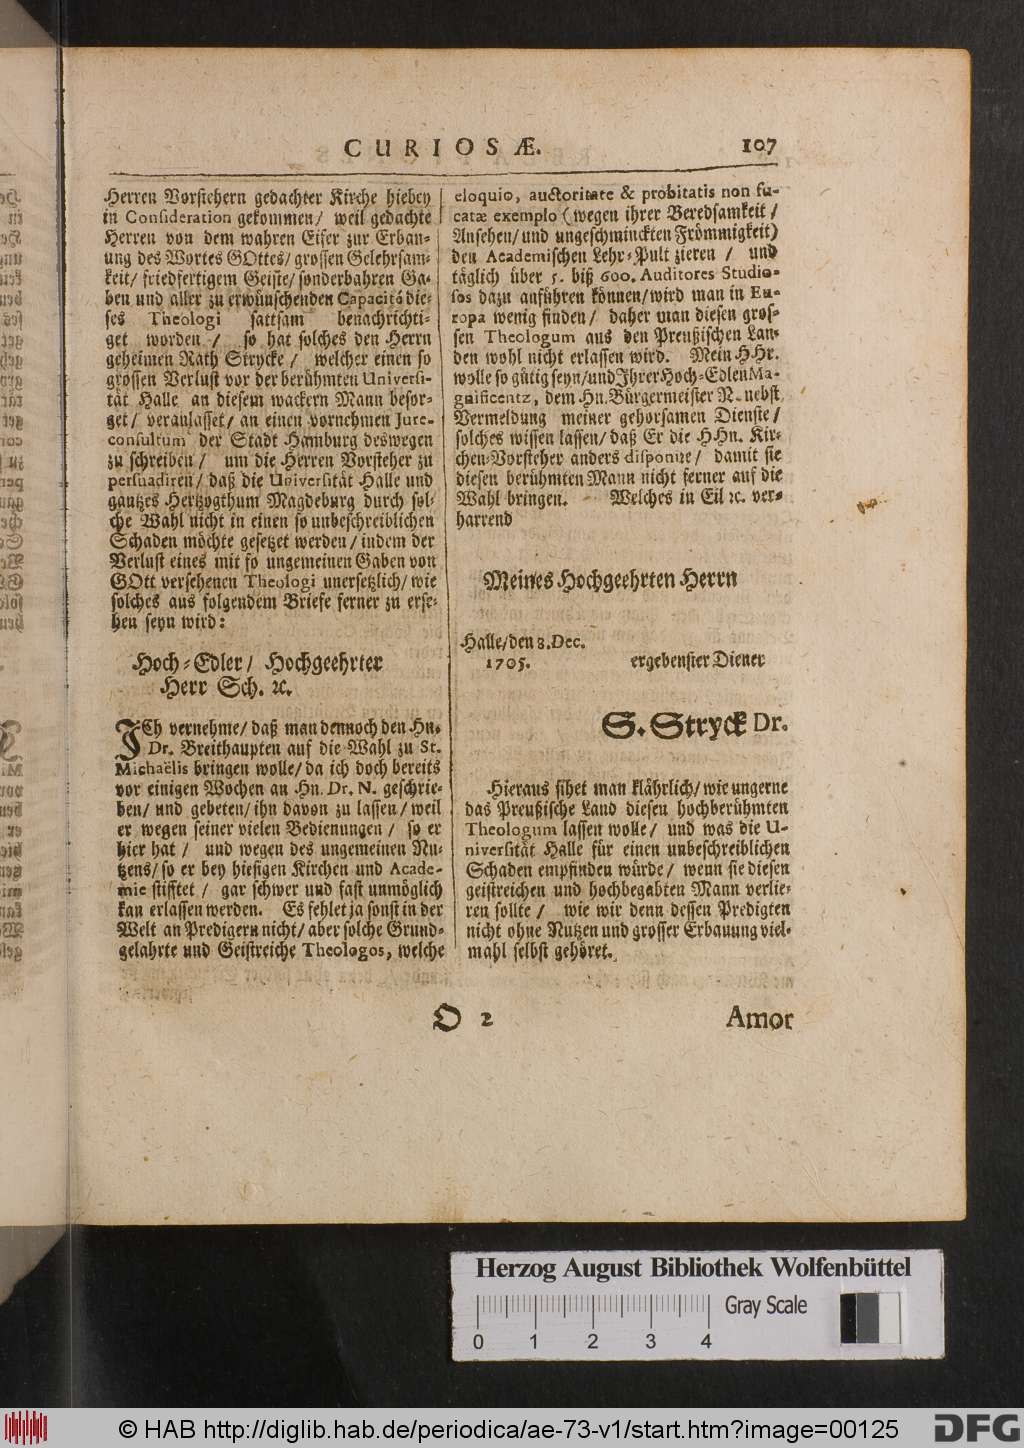 CURIOSÆ. 107
Herren Vorstehern gedachter Kirche hiebey
in Consideration gekommen/ weil gedachte
Herren von dem wahren Eifer zur Erbau-
ung des Wortes GOttes/ grossen Gelehrsam-
keit/ friedfertigem Geiste/ sonderbahren Ga-
ben und aller zu erwünschenden Capacitá die-
ses Theologi sattsam benachrichti-
get worden / so hat solches den Herrn
geheimen Rath Strycke / welcher einen so
grossen Verlust vor der berühmten Universi-
tät Halle an diesem wackern Mann besor-
get/ veranlasset/ an einen vornehmen Jure-
consultum der Stadt Hamburg deswegen
zu schreiben / um die Herren Vorsteher zu
persuadiren/ daß die Universität Halle und
gantzes Hertzogthum Magdeburg durch sol-
che Wahl nicht in einen so unbeschreiblichen
Schaden möchte gesetzet werden/ indem der
Verlust eines mit so ungemeinen Gaben von
GOtt versehenen Theologi unersetzlich/ wie
solches aus folgendem Briefe ferner zu erse-
hen seyn wird:
Hoch-Edler/ Hochgeehrter
Herr Sch. ꝛc.
ICh vernehme/ daß man dennoch den Hn.
Dr. Breithaupten auf die Wahl zu St.
Michaëlis bringen wolle/ da ich doch bereits
vor einigen Wochen an Hn. Dr. N. geschrie-
ben/ und gebeten/ ihn davon zu lassen/ weil
er wegen seiner vielen Bedienungen / so er
hier hat / und wegen des ungemeinen Nu-
tzens/ so er bey hiesigen Kirchen und Acade-
mie stifftet / gar schwer und fast unmöglich
kan erlassen werden. Es fehlet ja sonst in der
Welt an Predigern nicht/ aber solche Grund-
gelahrte und Geistreiche Theologos, welche
eloquio, auctoritate & probitatis non fu-
catæ exemplo (wegen ihrer Beredsamkeit /
Ansehen/ und ungeschminckten Frömmigkeit)
den Academischen Lehr-Pult zieren / und
täglich über 5. biß 600. Auditores Studio-
sos dazu anführen können/ wird man in Eu-
ropa wenig finden / daher man diesen gros-
sen Theologum aus den Preußischen Lan-
den wohl nicht erlassen wird. Mein H.Hr.
wolle so gütig seyn/ und Ihrer Hoch-Edlen Ma-
gnificentz, dem Hn. Bürgermeister N. nebst
Vermeldung meiner gehorsamen Dienste /
solches wissen lassen/ daß Er die H.Hn. Kir-
chen-Vorsteher anders disponire / damit sie
diesen berühmten Mann nicht ferner auf die
Wahl bringen. Welches in Eil ꝛc. ver-
harrend
Meines Hochgeehrten Herrn
Halle/ den 8. Dec.
1705. ergebenster Diener
S. Stryck Dr.
Hieraus sihet man klährlich/ wie ungerne
das Preußische Land diesen hochberühmten
Theologum lassen wolle / und was die U-
niversität Halle für einen unbeschreiblichen
Schaden empfinden würde / wenn sie diesen
geistreichen und hochbegabten Mann verlie-
ren sollte / wie wir denn dessen Predigten
nicht ohne Nutzen und grosser Erbauung viel-
mahl selbst gehöret.
O 2 Amor
Herzog August Bibliothek Wolfenbüttel
Gray Scale
0 1 2 3 4
© HAB http://diglib.hab.de/periodica/ae-73-v1/start.htm?image=00125 DFG